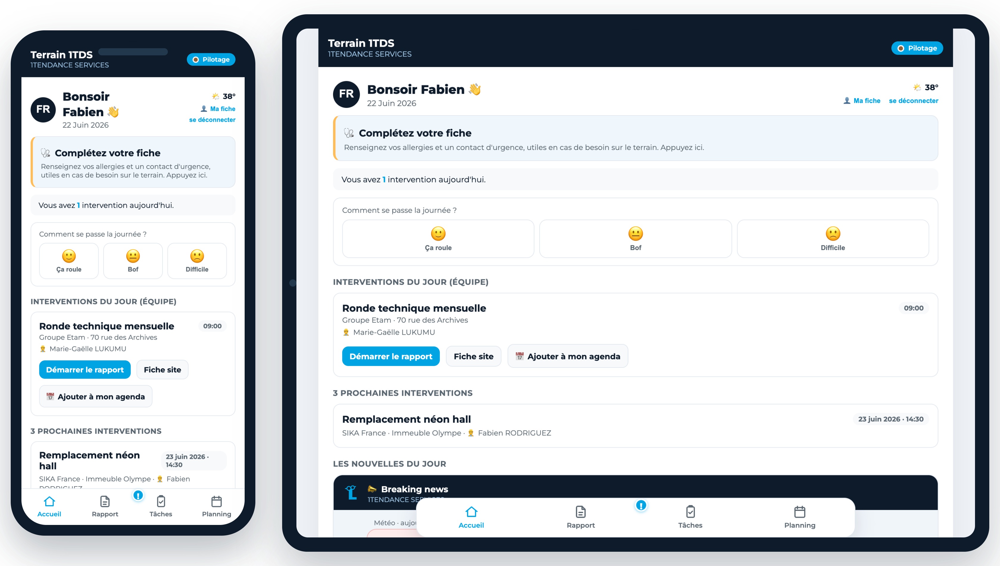 Terrain 1TDS
1TENDANCE SERVICES
Pilotage
FR
Bonsoir
Fabien 👋
22 Juin 2026
38°
Ma fiche
se déconnecter
Complétez votre fiche
Renseignez vos allergies et un contact d'urgence,
utiles en cas de besoin sur le terrain. Appuyez ici.
Vous avez 1 intervention aujourd'hui.
Comment se passe la journée ?
Ça roule
Bof
Difficile
INTERVENTIONS DU JOUR (ÉQUIPE)
Ronde technique mensuelle
09:00
Groupe Etam · 70 rue des Archives
Marie-Gaëlle LUKUMU
Démarrer le rapport
Fiche site
17
Ajouter à mon agenda
3 PROCHAINES INTERVENTIONS
Remplacement néon
hall
23 juin 2026 ·
14:30
SIKA France · Immeuble Olympe · Fabien
RODRIGUEZ
!
Accueil
Rapport
Tâches
Planning
Terrain 1TDS
1TENDANCE SERVICES
Pilotage
FR
Bonsoir Fabien 👋
22 Juin 2026
38°
Ma fiche
se déconnecter
Complétez votre fiche
Renseignez vos allergies et un contact d'urgence, utiles en cas de besoin sur le terrain. Appuyez ici.
Vous avez 1 intervention aujourd'hui.
Comment se passe la journée ?
Ça roule
Bof
Difficile
INTERVENTIONS DU JOUR (ÉQUIPE)
Ronde technique mensuelle
09:00
Groupe Etam · 70 rue des Archives
Marie-Gaëlle LUKUMU
Démarrer le rapport
Fiche site
17
Ajouter à mon agenda
3 PROCHAINES INTERVENTIONS
Remplacement néon hall
23 juin 2026 · 14:30
SIKA France · Immeuble Olympe · Fabien RODRIGUEZ
LES NOUVELLES DU JOUR
Breaking news
1TENDANCE SERVICES
Météo · aujou
!
Accueil
Rapport
Tâches
Planning